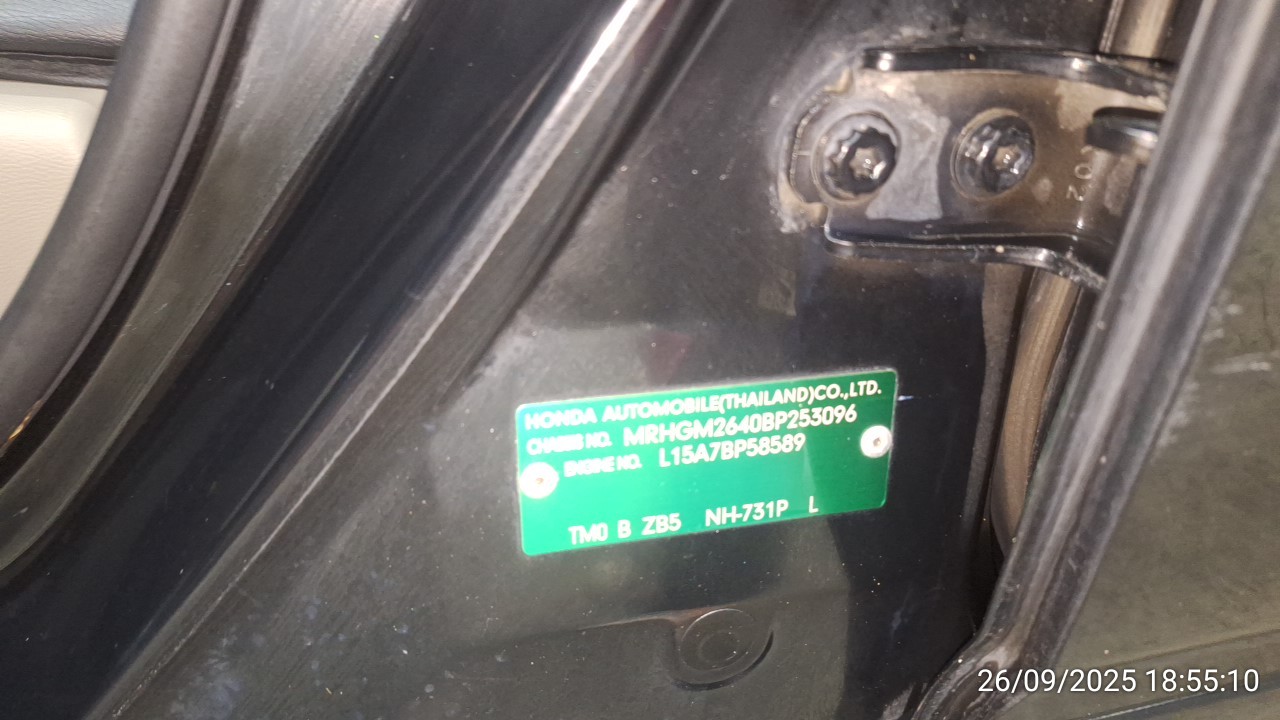 HONDA AUTOMOBILE(THAILAND)CO.,LTD.
CHASSIS NO. MRHGM2640BP253096
ENGINE NO. L15A7BP58589
TM0 B ZB5 NH-731P L
26/09/2025 18:55:10